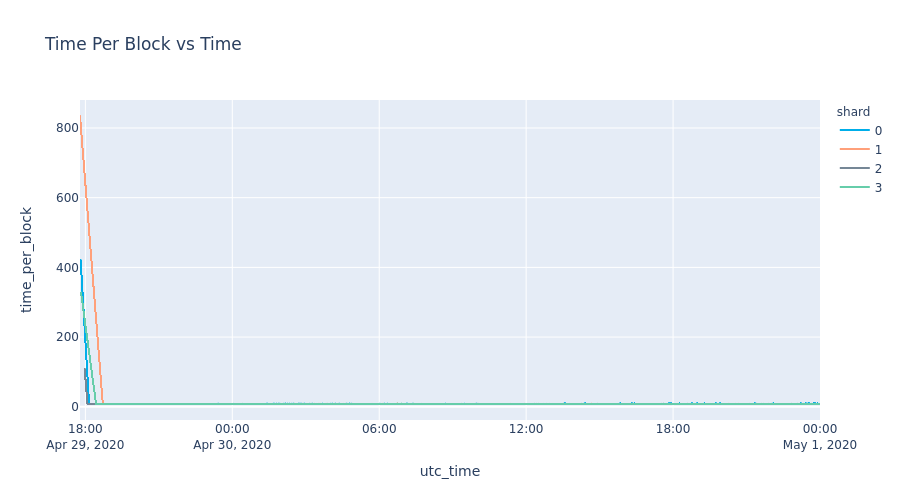 Time Per Block vs Time
shard
0
1
2
3
time_per_block
800
600
400
200
0
18:00
Apr 29, 2020
00:00
Apr 30, 2020
06:00
12:00
18:00
00:00
May 1, 2020
utc_time